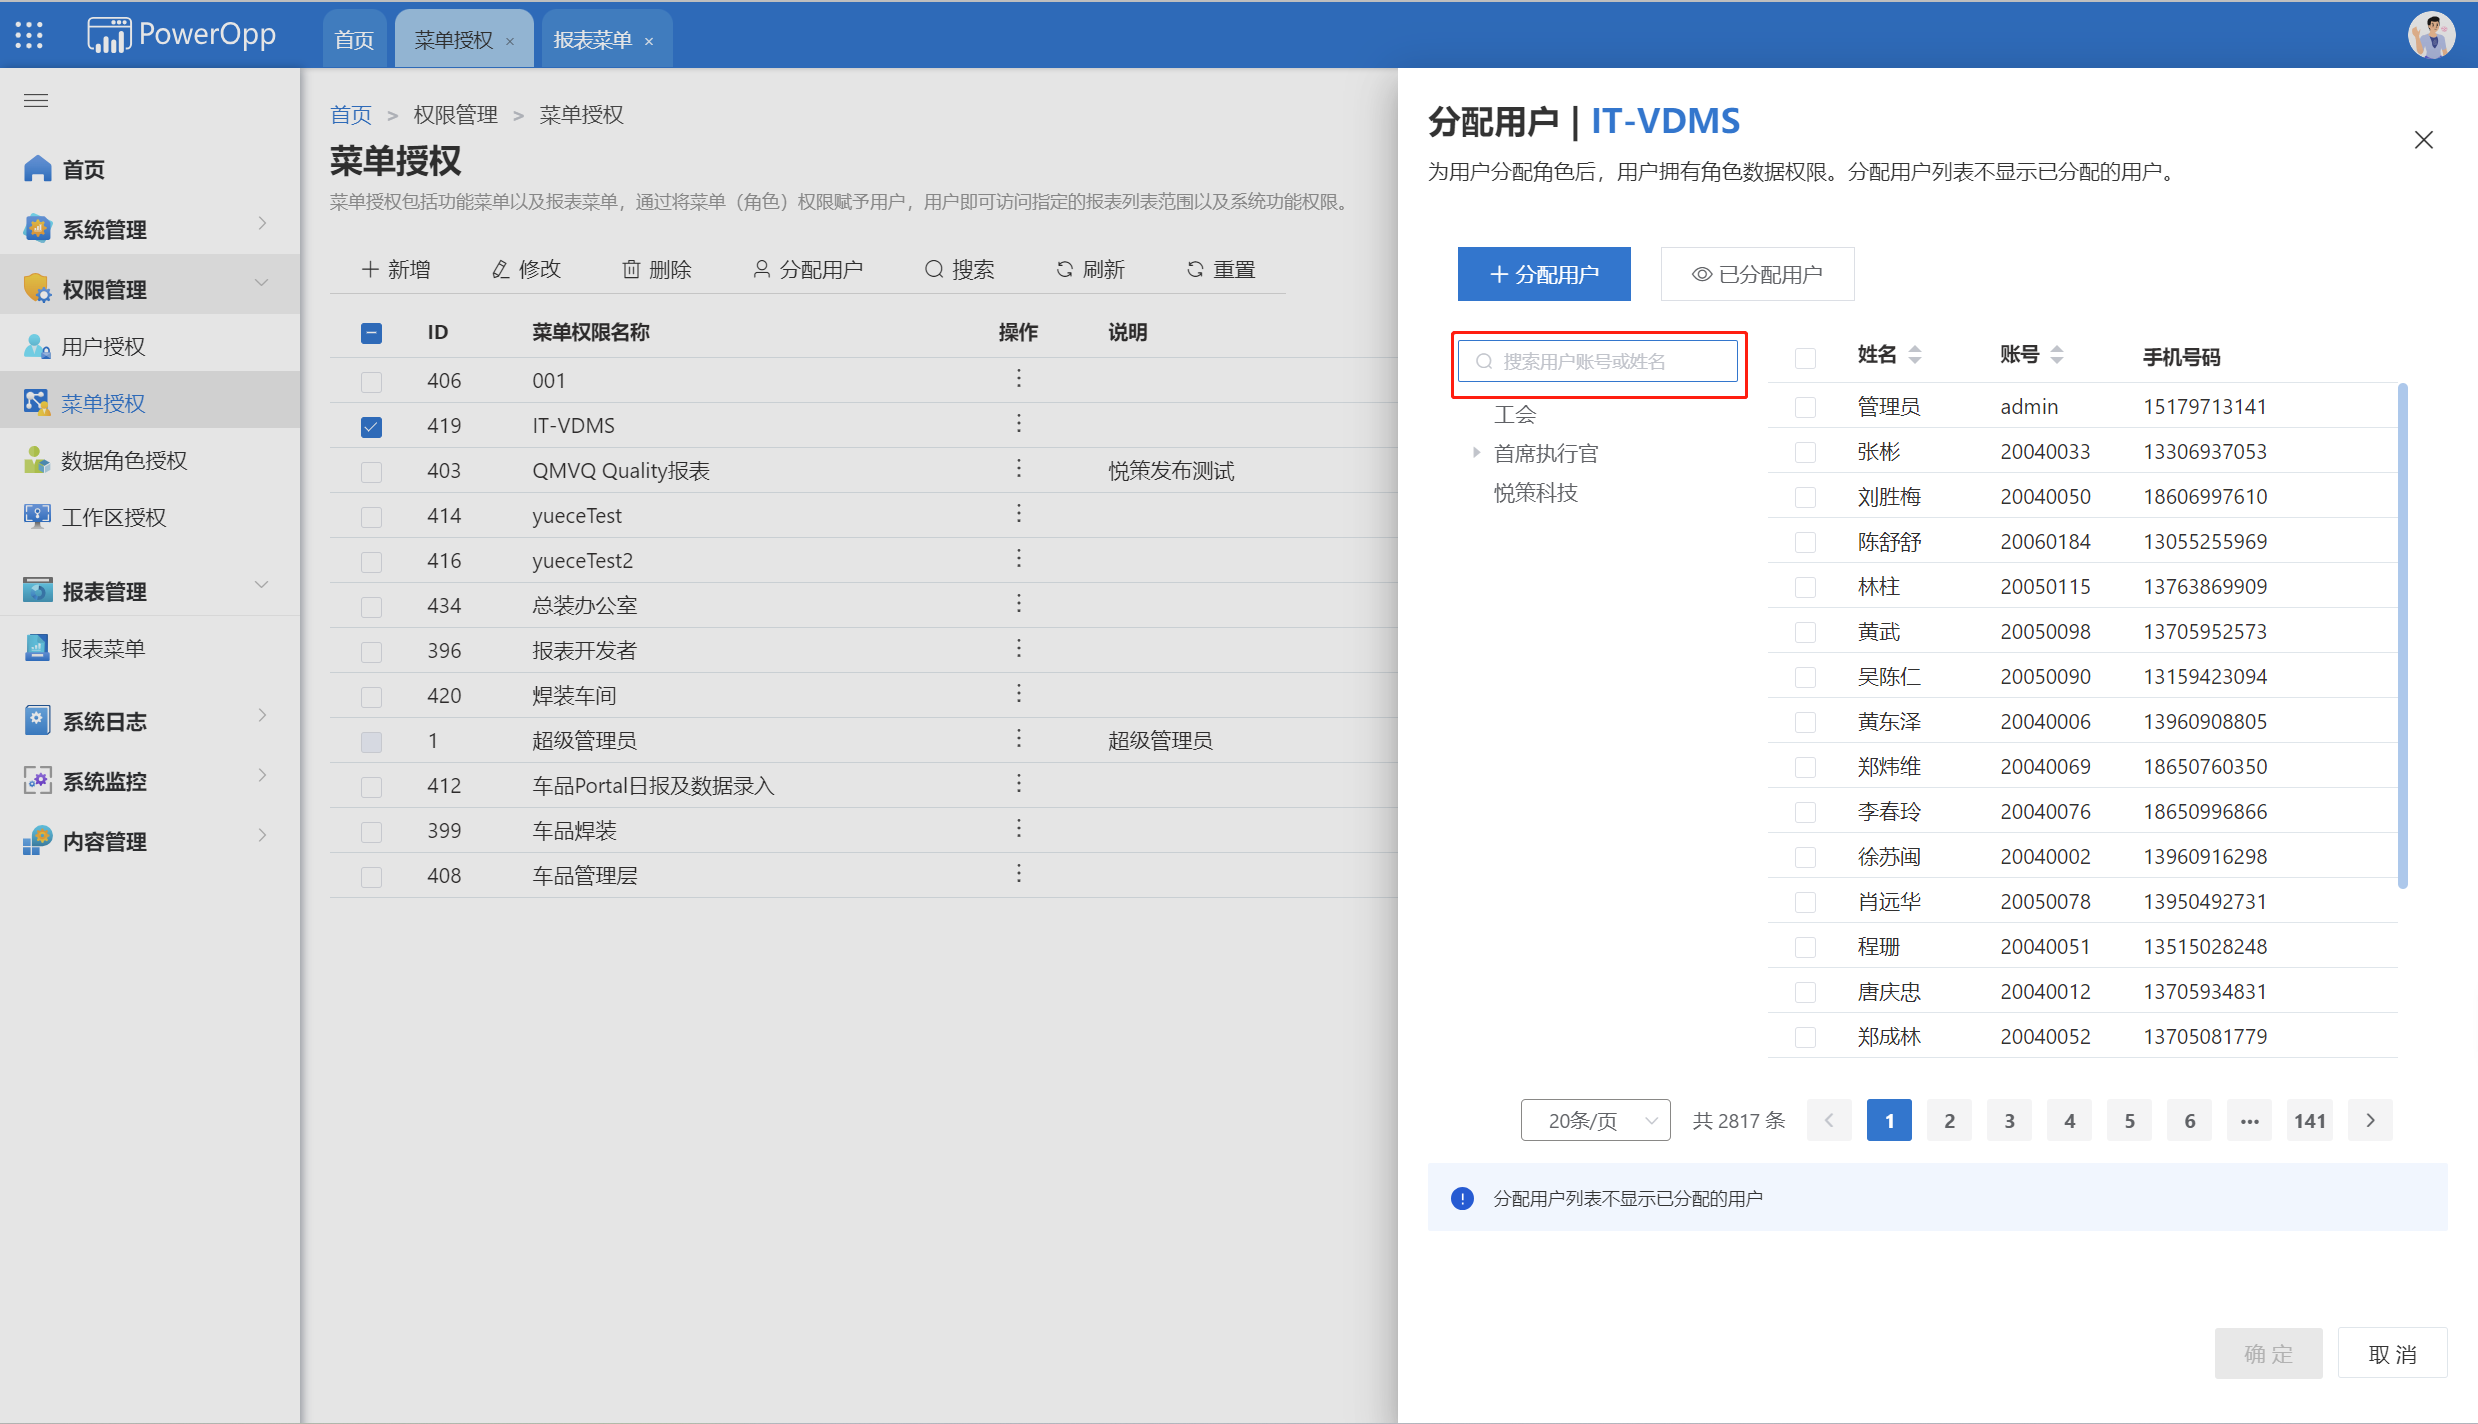 PowerOpp
首页
菜单授权 ×
报表菜单 ×
首页
系统管理
权限管理
用户授权
菜单授权
数据角色授权
工作区授权
报表管理
报表菜单
系统日志
系统监控
内容管理
首页 > 权限管理 > 菜单授权
菜单授权
菜单授权包括功能菜单以及报表菜单，通过将菜单（角色）权限赋予用户，用户即可访问指定的报表列表范围以及系统功能权限。
新增 修改 删除 分配用户 搜索 刷新 重置
ID 菜单权限名称 操作 说明
406 001
419 IT-VDMS
403 QMVQ Quality报表 悦策发布测试
414 yueceTest
416 yueceTest2
434 总装办公室
396 报表开发者
420 焊装车间
1 超级管理员 超级管理员
412 车品Portal日报及数据录入
399 车品焊装
408 车品管理层
分配用户 | IT-VDMS
为用户分配角色后，用户拥有角色数据权限。分配用户列表不显示已分配的用户。
分配用户 已分配用户
搜索用户账号或姓名
工会
首席执行官
悦策科技
姓名 账号 手机号码
管理员 admin 15179713141
张彬 20040033 13306937053
刘胜梅 20040050 18606997610
陈舒舒 20060184 13055255969
林柱 20050115 13763869909
黄武 20050098 13705952573
吴陈仁 20050090 13159423094
黄东泽 20040006 13960908805
郑炜维 20040069 18650760350
李春玲 20040076 18650996866
徐苏闽 20040002 13960916298
肖远华 20050078 13950492731
程珊 20040051 13515028248
唐庆忠 20040012 13705934831
郑成林 20040052 13705081779
20条/页 共 2817 条 1 2 3 4 5 6 ••• 141
分配用户列表不显示已分配的用户
确 定 取 消